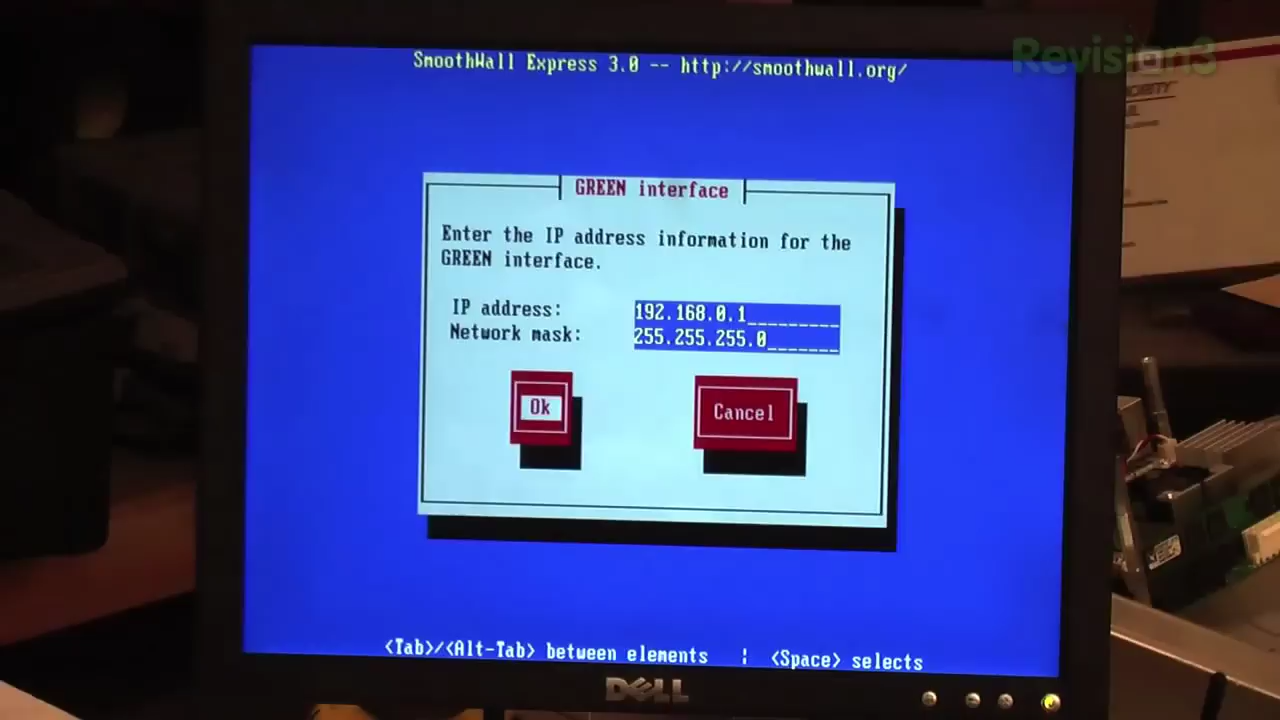 Revision3
SmoothWall Express 3.0 -- http://smoothwall.org/
GREEN interface
Enter the IP address information for the
GREEN interface.
IP address: 192.168.0.1
Network mask: 255.255.255.0
Ok Cancel
<Tab>/<Alt-Tab> between elements ¦ <Space> selects
DELL